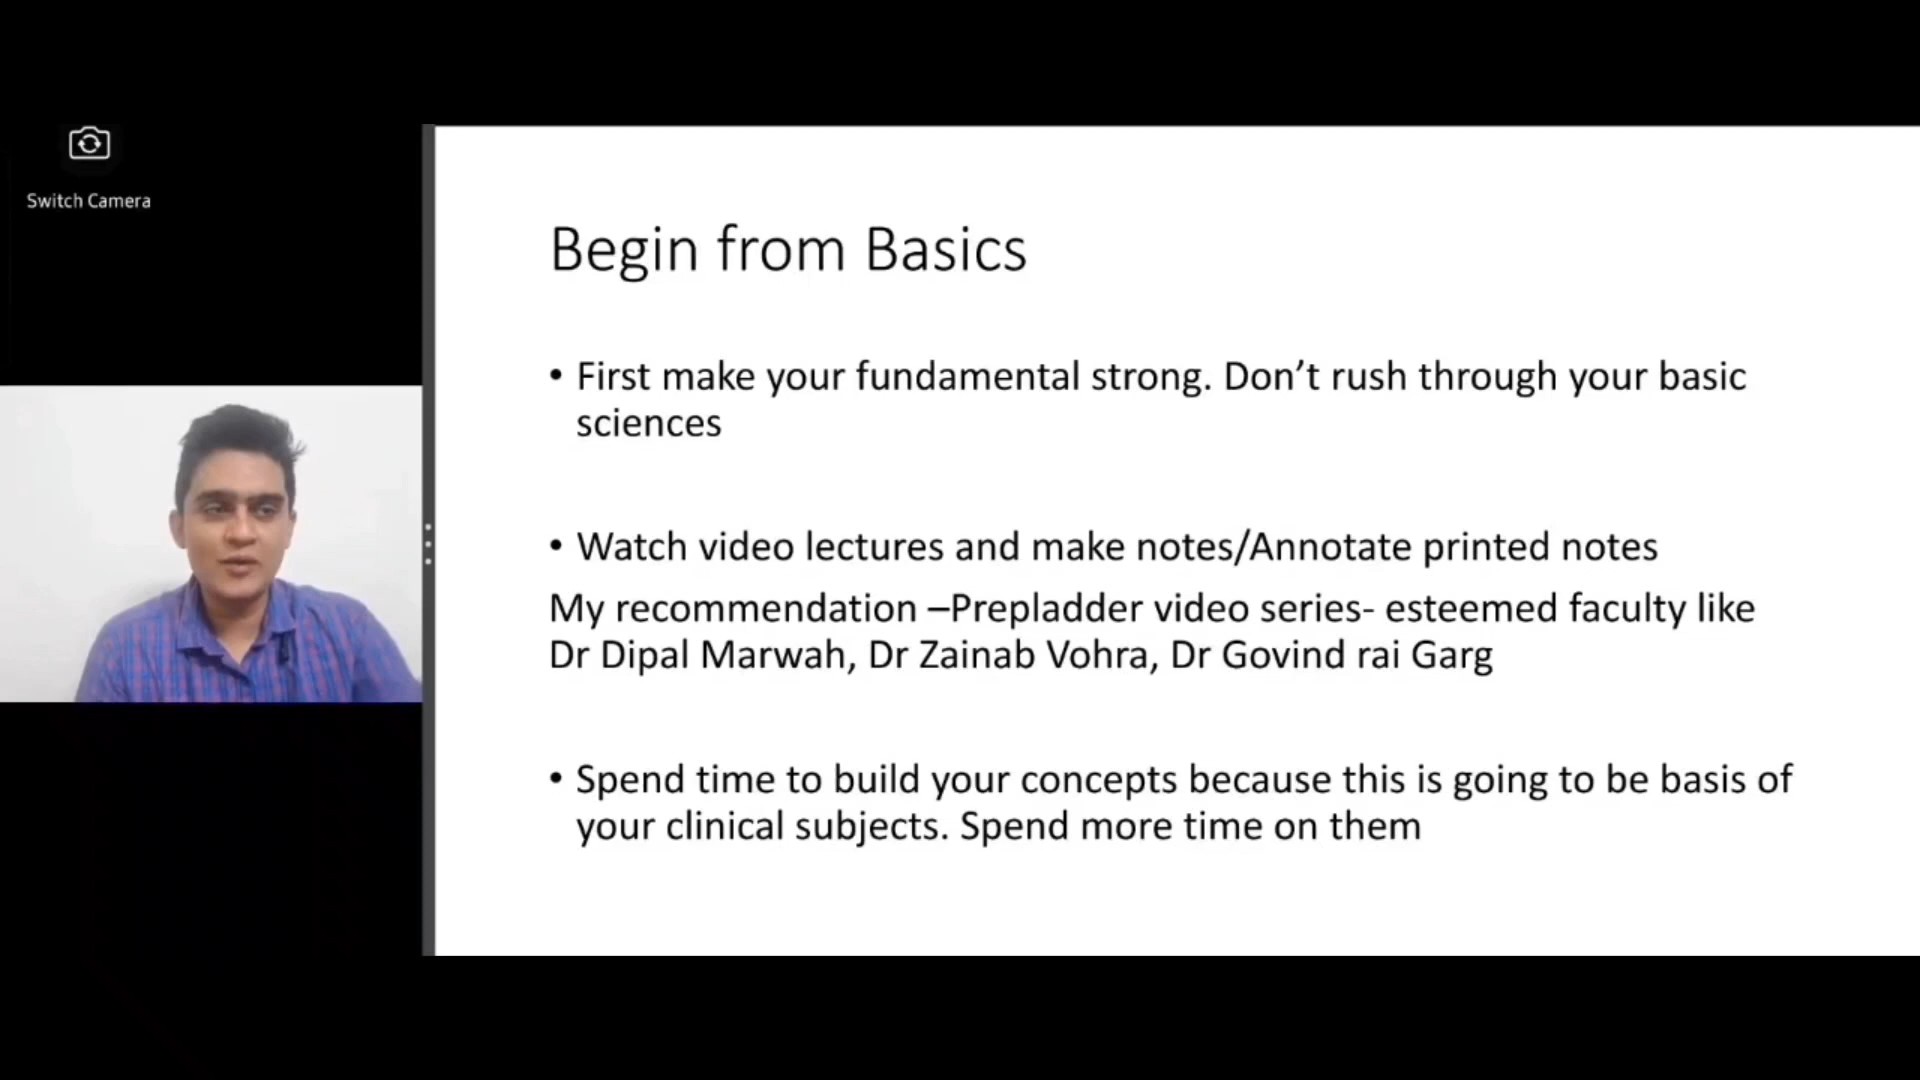 Switch Camera
Begin from Basics
• First make your fundamental strong. Don’t rush through your basic
sciences
• Watch video lectures and make notes/Annotate printed notes
My recommendation –Prepladder video series- esteemed faculty like
Dr Dipal Marwah, Dr Zainab Vohra, Dr Govind rai Garg
• Spend time to build your concepts because this is going to be basis of
your clinical subjects. Spend more time on them